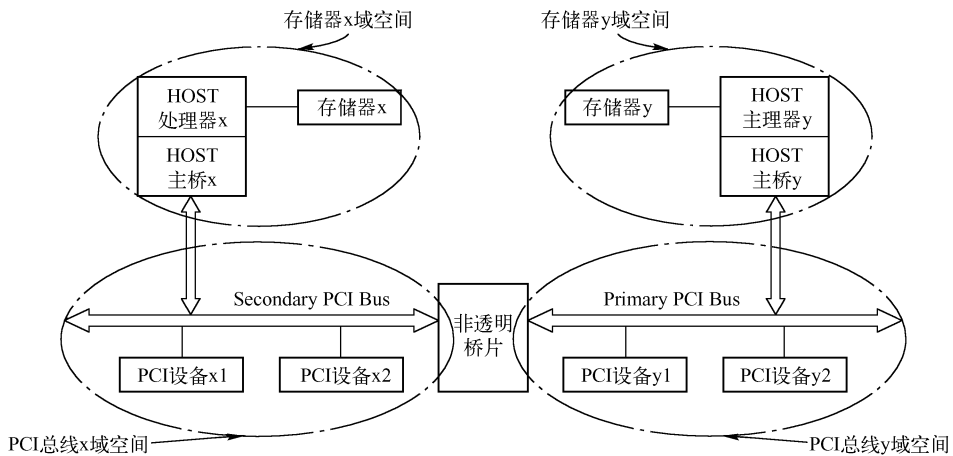 存储器x域空间
存储器y域空间
HOST
处理器x
存储器x
存储器y
HOST
主理器y
HOST
主桥x
HOST
主桥y
Secondary PCI Bus
Primary PCI Bus
非透明
桥片
PCI设备x1
PCI设备x2
PCI设备y1
PCI设备y2
PCI总线x域空间
PCI总线y域空间